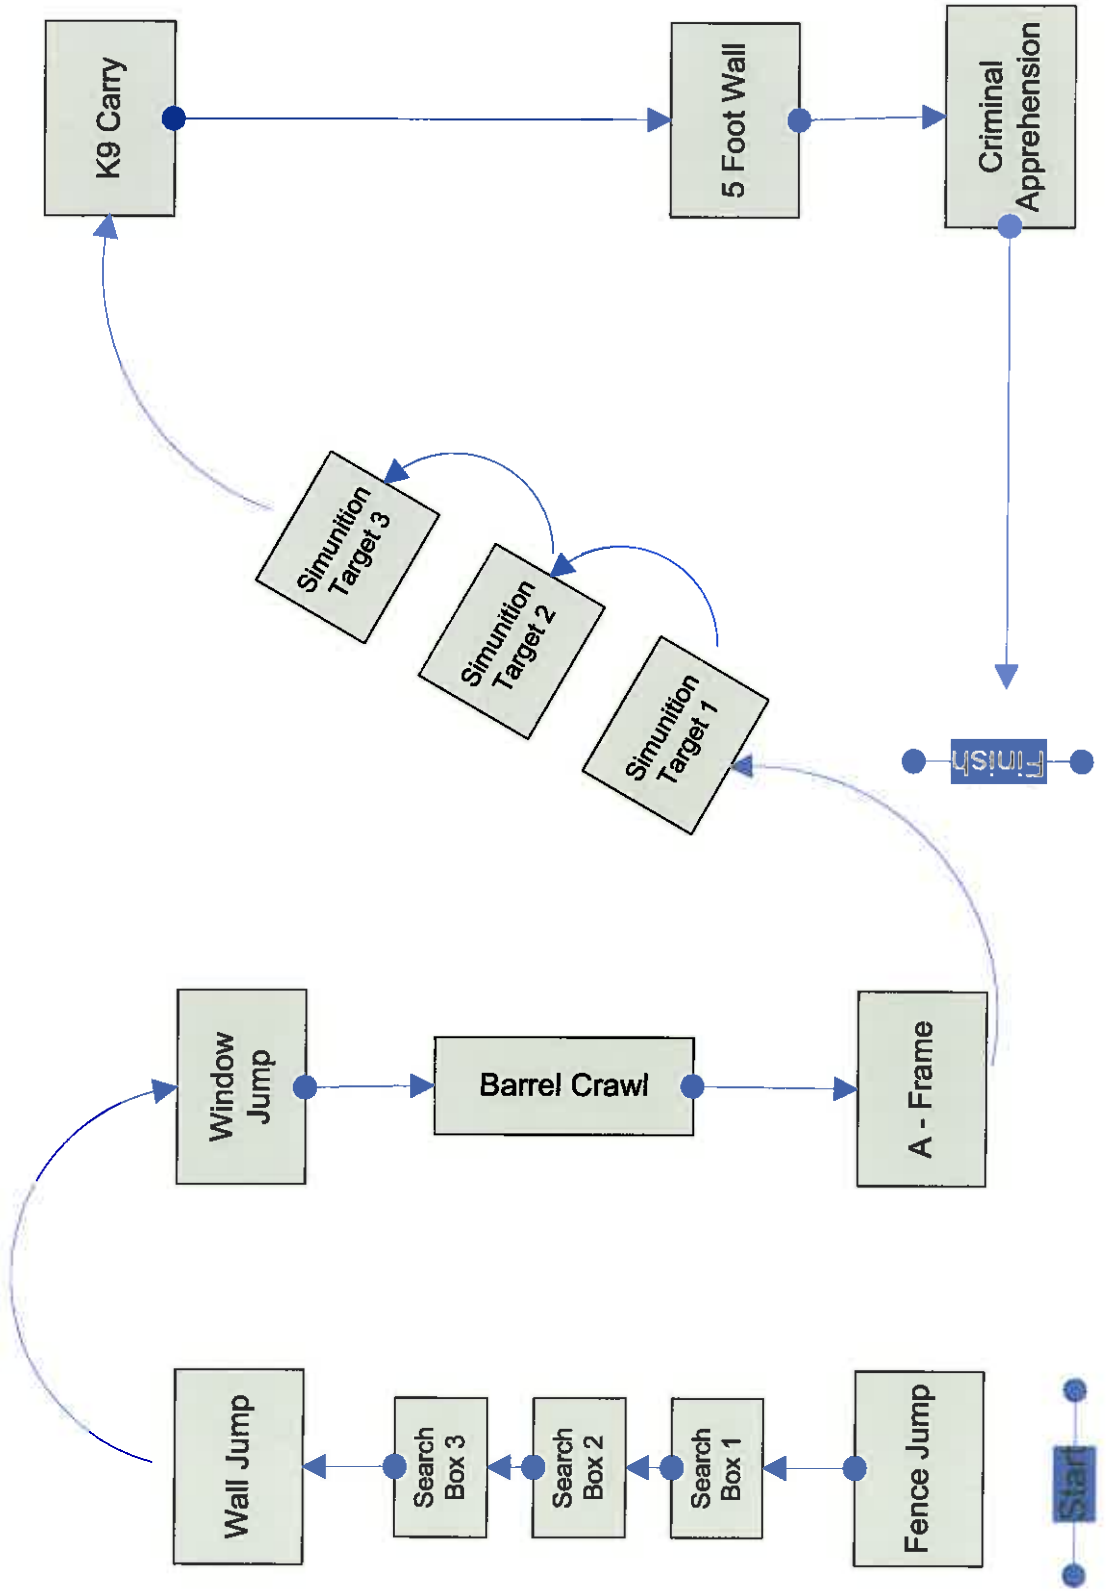 Start
Fence Jump
Search
Box 1
Search
Box 2
Search
Box 3
Wall Jump
Window
Jump
Barrel Crawl
A - Frame
Simunition
Target 1
Simunition
Target 2
Simunition
Target 3
K9 Carry
5 Foot Wall
Criminal
Apprehension
Finish